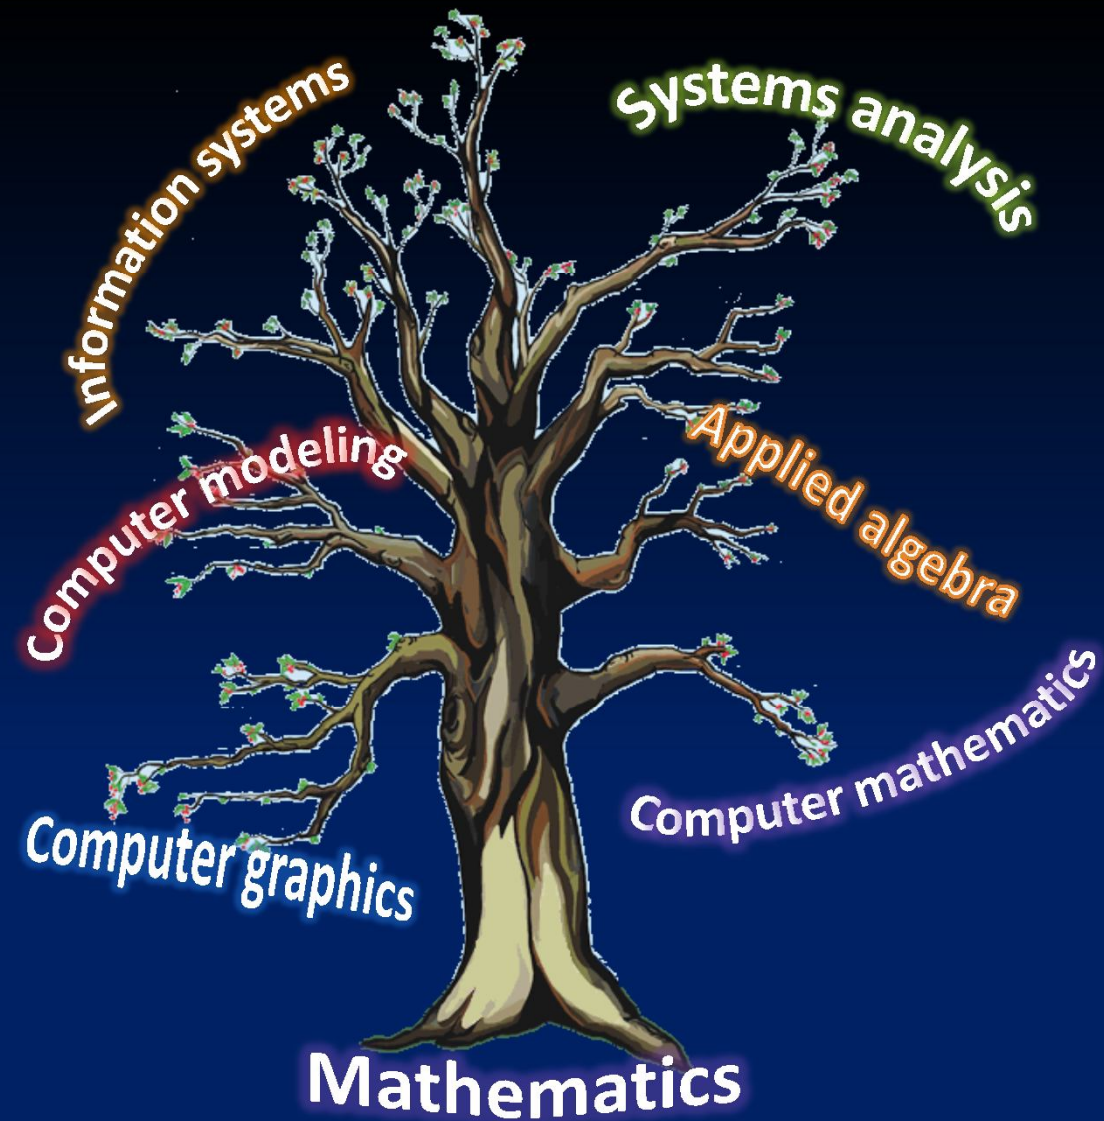 Information systems
Systems analysis
Computer modeling
Applied algebra
Computer graphics
Computer mathematics
Mathematics